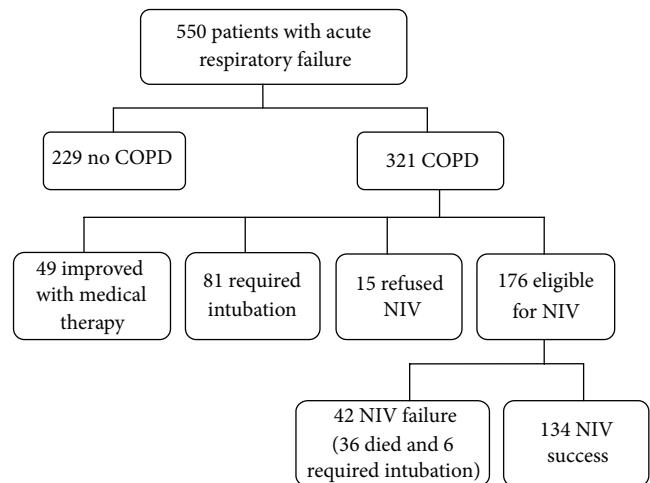 550 patients with acute
respiratory failure
229 no COPD
321 COPD
49 improved
with medical
therapy
81 required
intubation
15 refused
NIV
176 eligible
for NIV
42 NIV failure
(36 died and 6
required intubation)
134 NIV
success